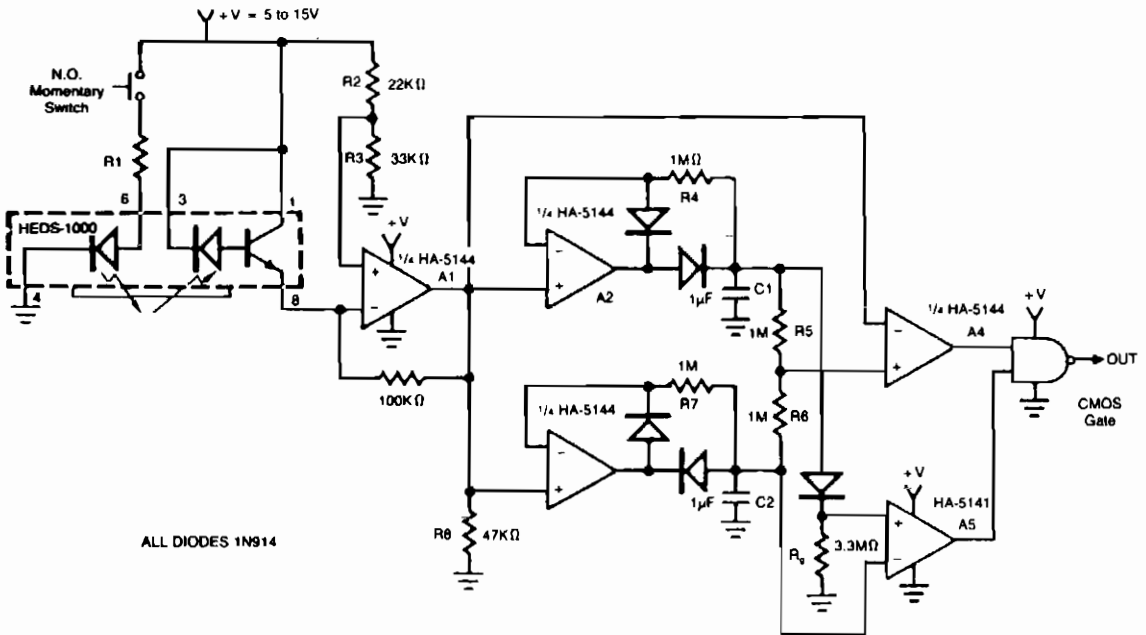 +V = 5 to 15V
N.O.
Momentary
Switch
R1
R2
22KΩ
R3
33KΩ
6
3
1
HEDS-1000
4
8
+V
1/4 HA-5144
A1
100KΩ
1MΩ
R4
1/4 HA-5144
A2
1µF
C1
1M
R5
1M
R6
1M
R7
1/4 HA-5144
1µF
C2
R8
47KΩ
1/4 HA-5144
A4
+V
OUT
CMOS
Gate
+V
HA-5141
A5
R9
3.3MΩ
ALL DIODES 1N914
+
−
−
+
−
+
−
+
+
−